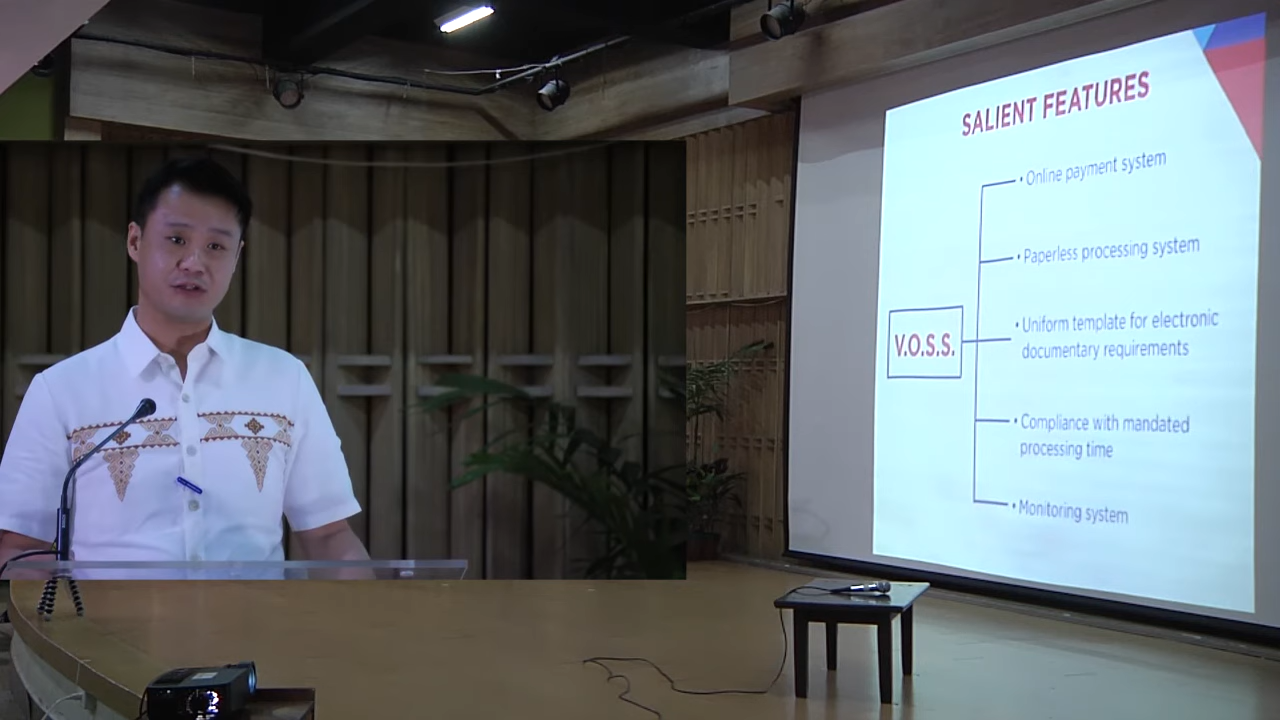 SALIENT FEATURES
• Online payment system
• Paperless processing system
• Uniform template for electronic
documentary requirements
V.O.S.S.
• Compliance with mandated
processing time
• Monitoring system